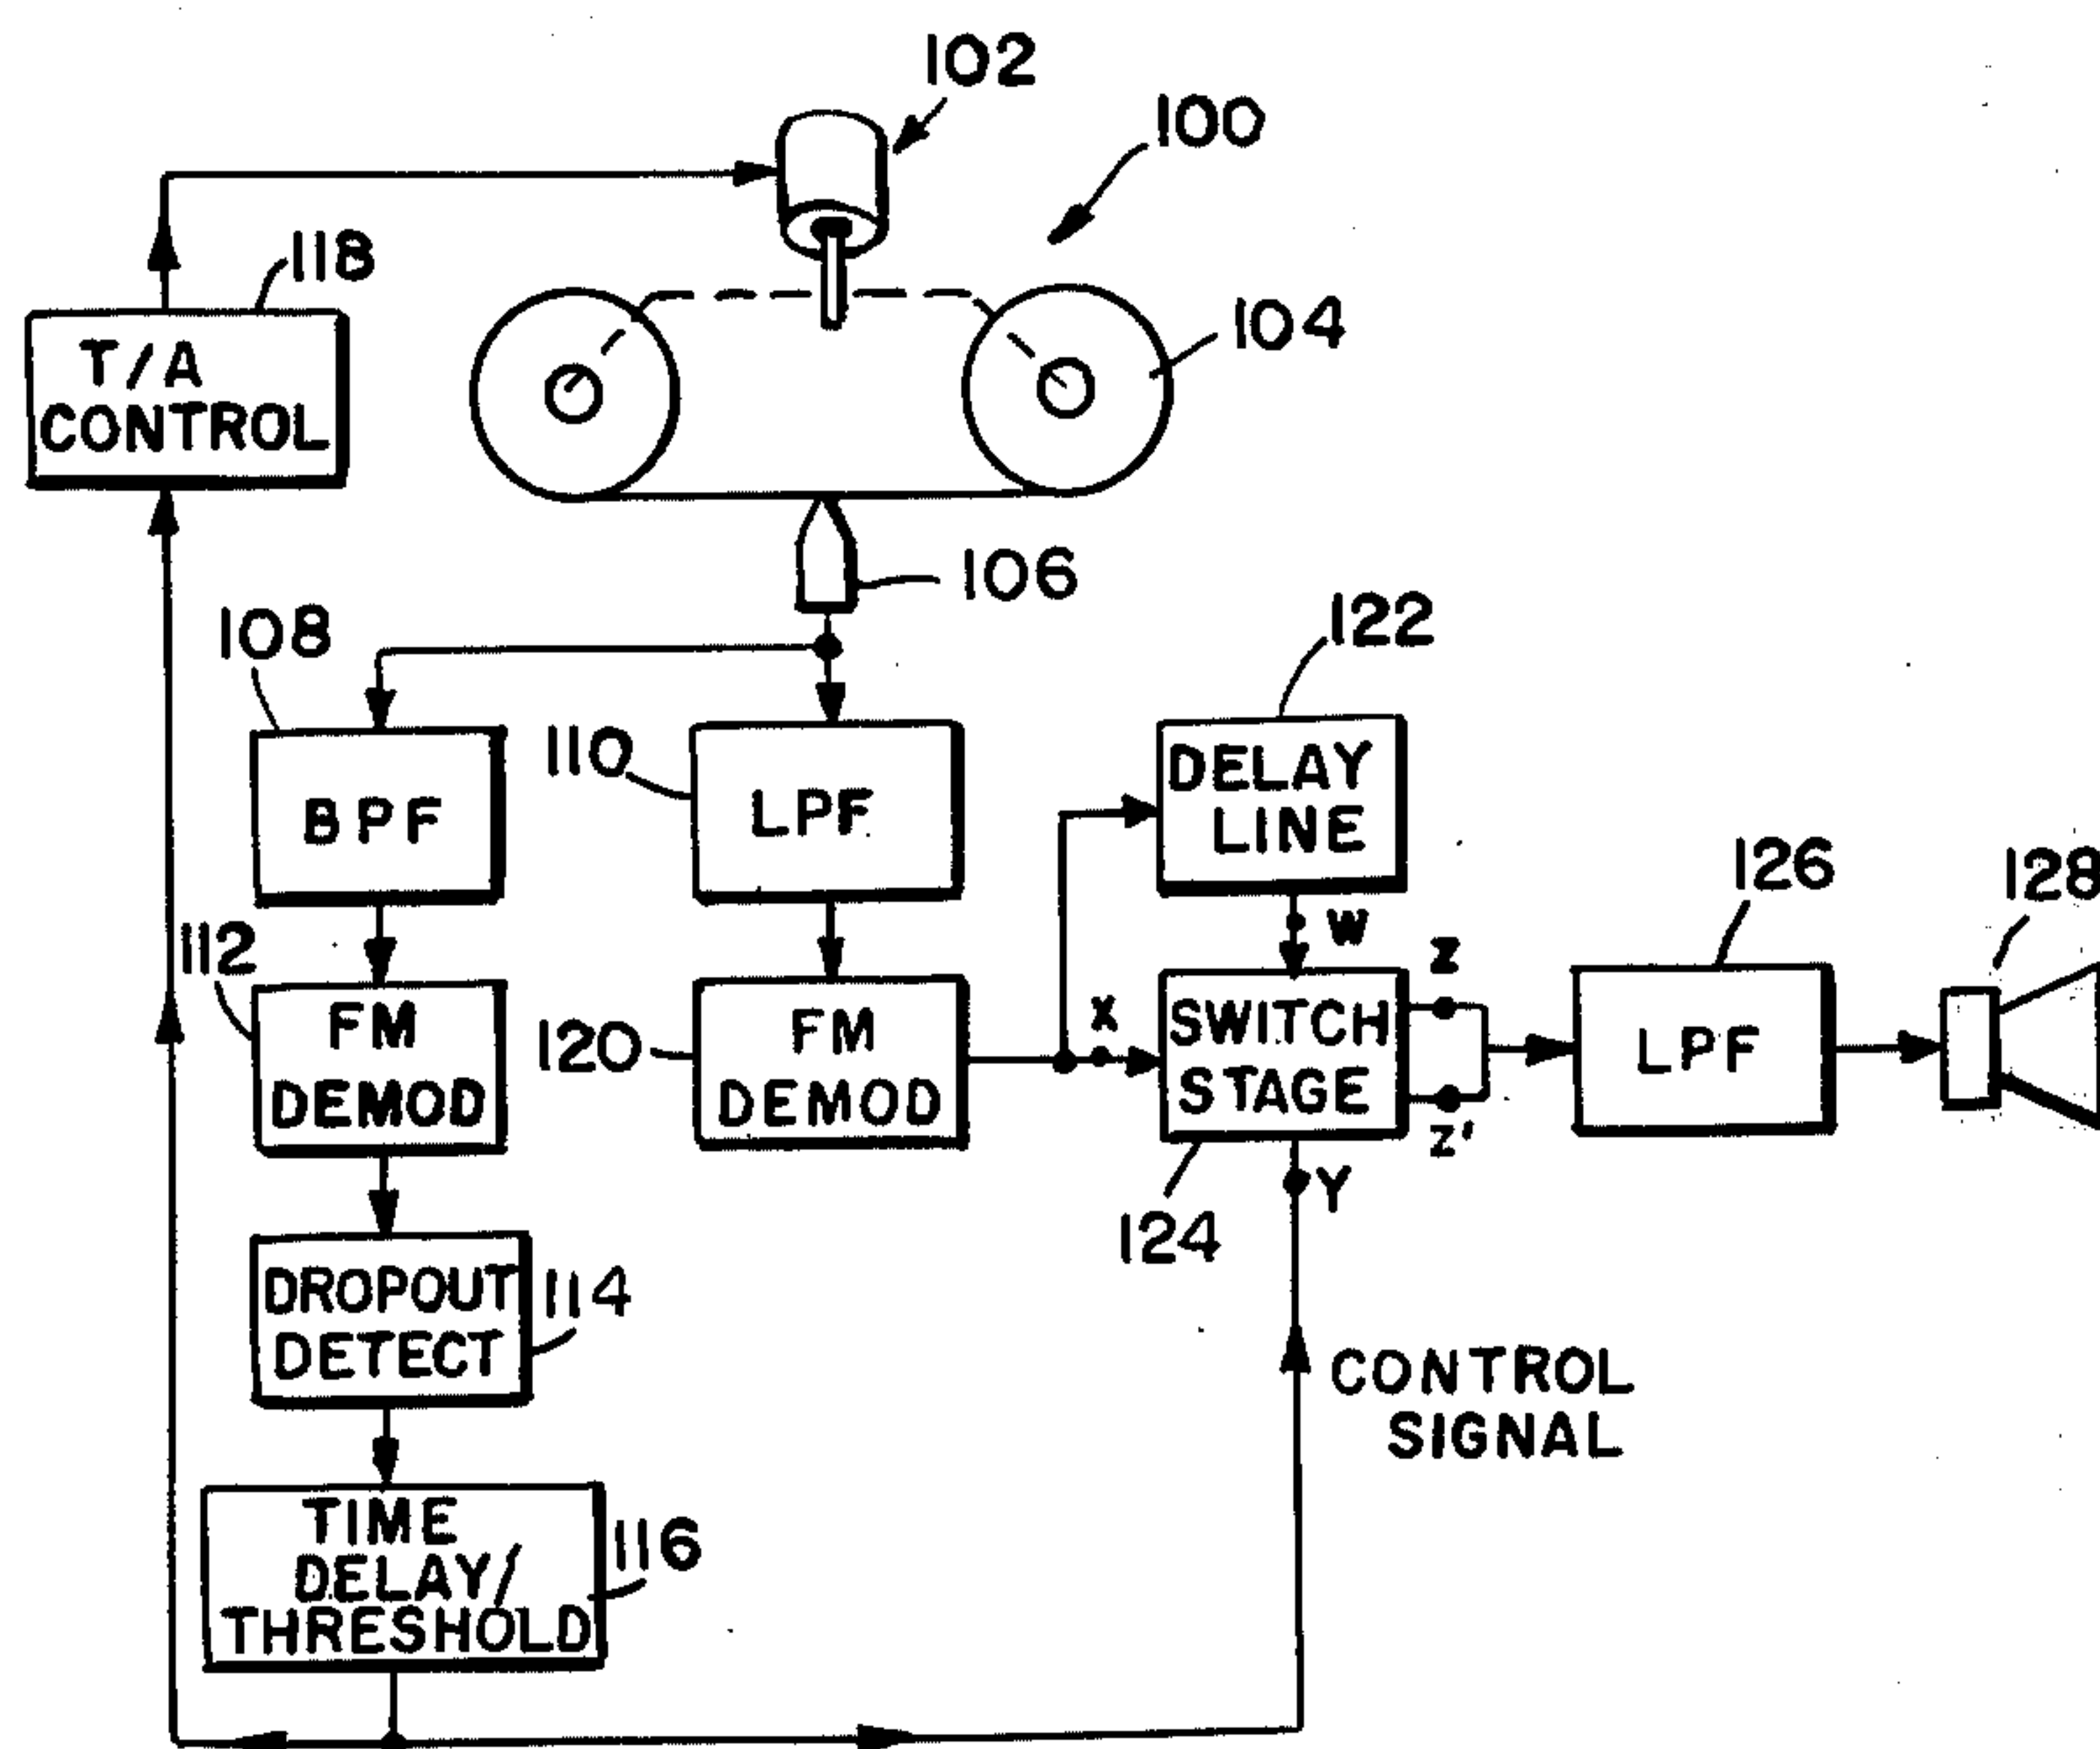 102
100
118
104
T/A
CONTROL
106
108
122
110
BPF
LPF
DELAY
LINE
126
128
112
W
Z
X
FM
DEMOD
120
FM
DEMOD
SWITCH
STAGE
LPF
Z'
Y
124
DROPOUT
DETECT
114
CONTROL
SIGNAL
TIME
DELAY/
THRESHOLD
116